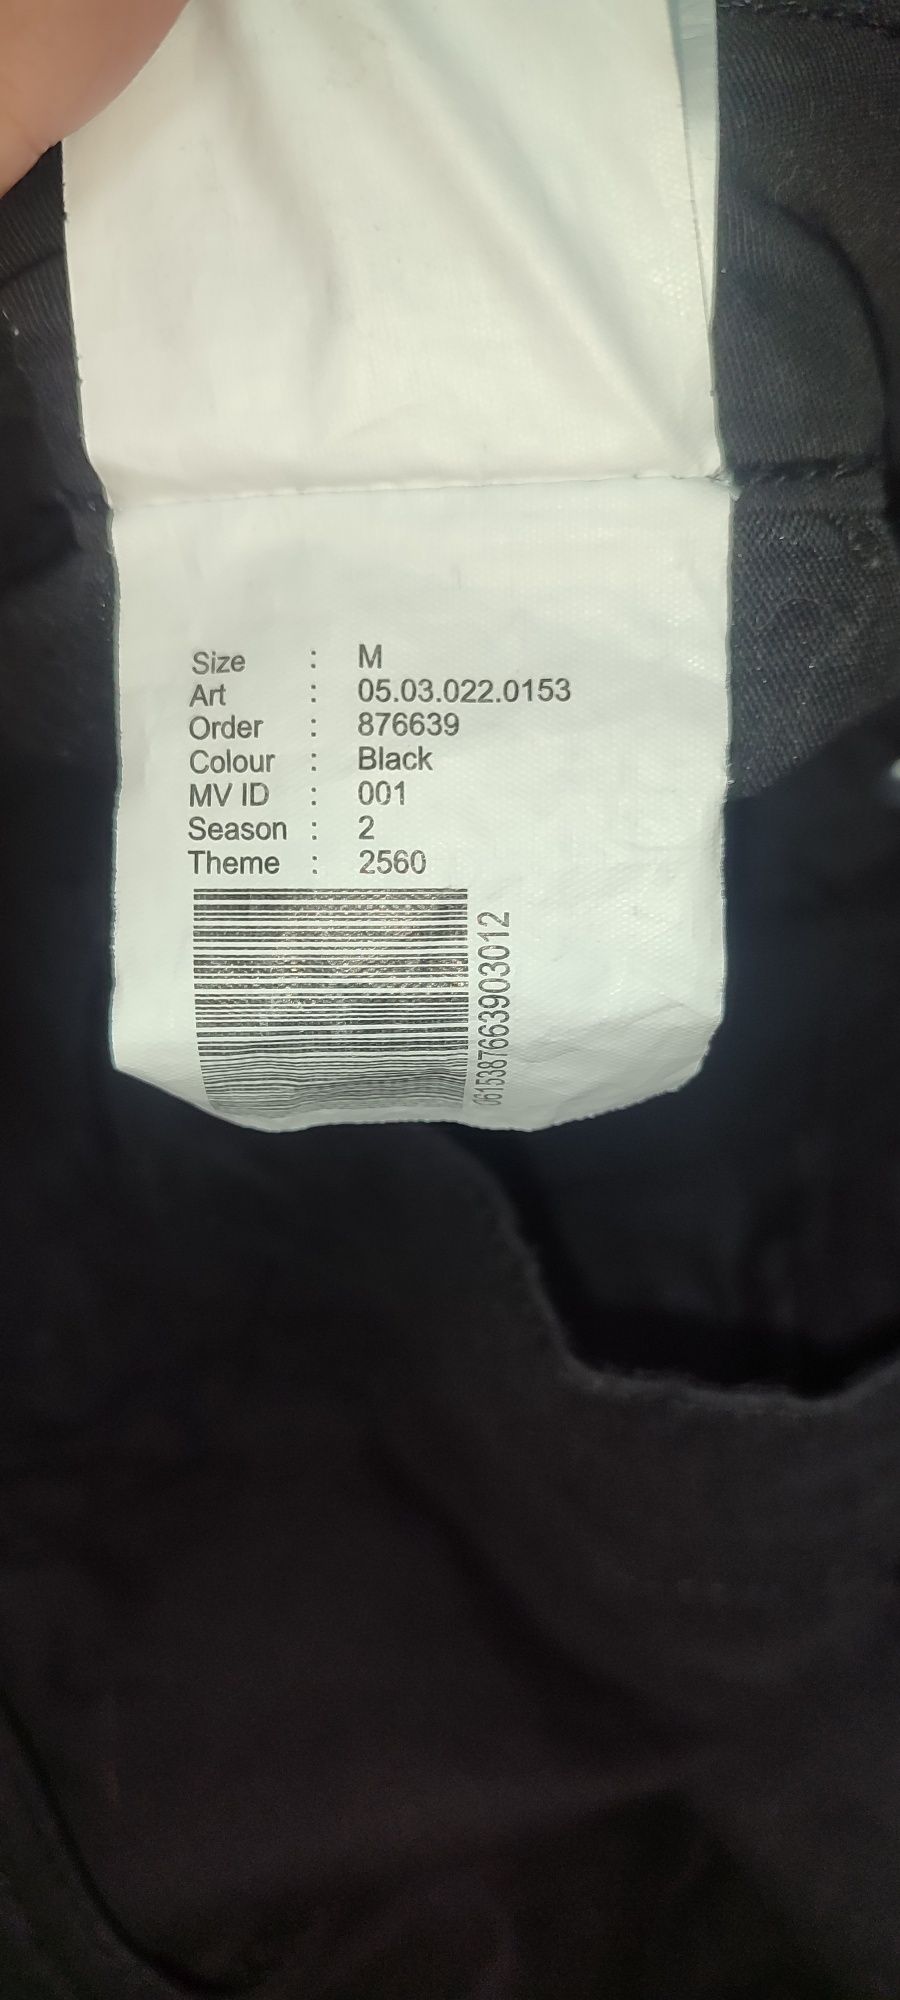 Size : M
Art : 05.03.022.0153
Order : 876639
Colour : Black
MV ID : 001
Season : 2
Theme : 2560
0615387663903012